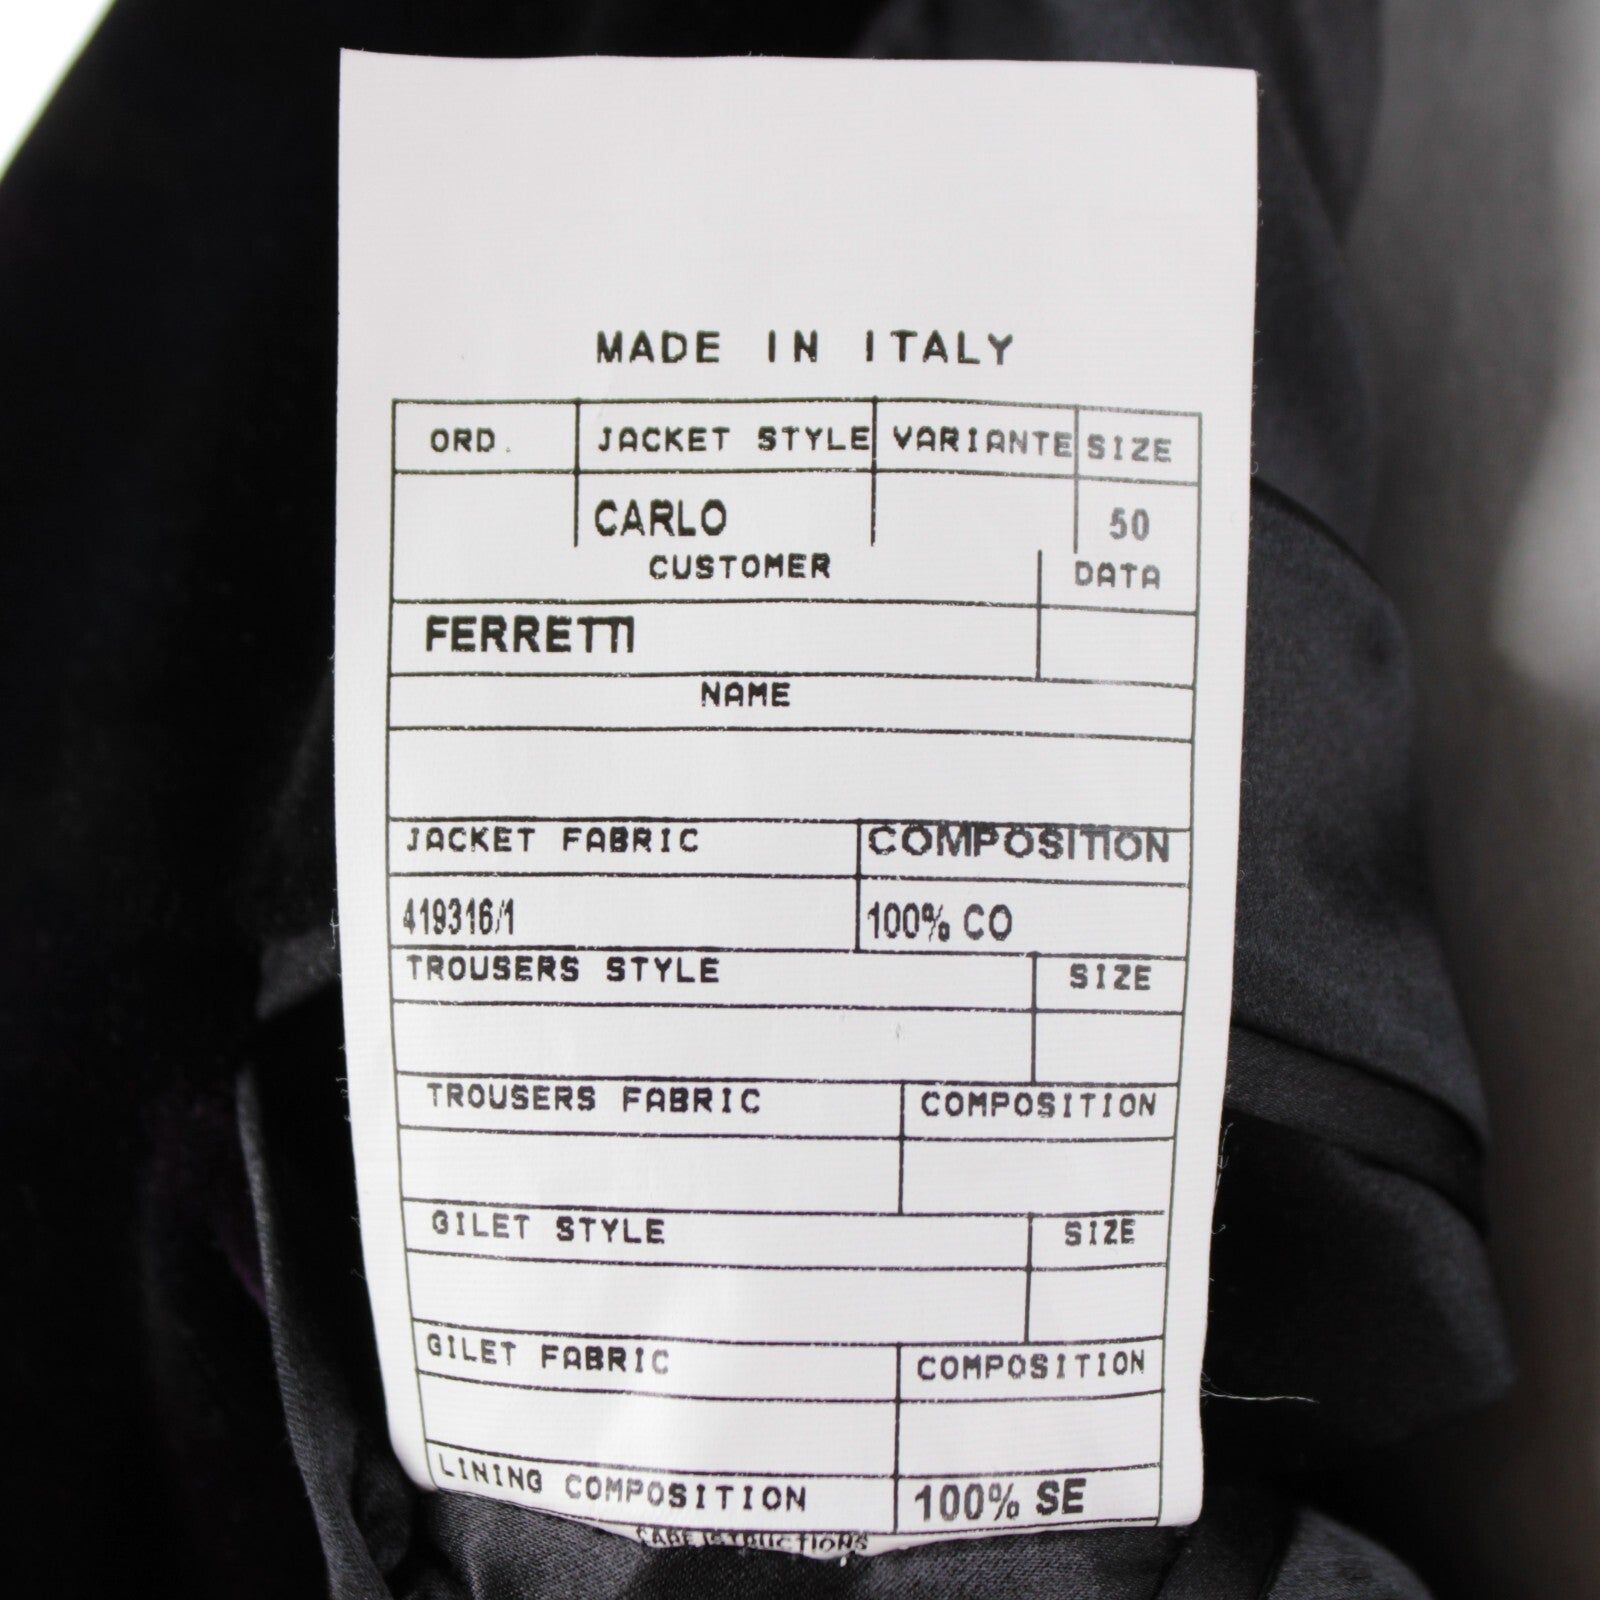 MADE IN ITALY
ORD. JACKET STYLE VARIANTE SIZE
CARLO 50
CUSTOMER DATA
FERRETTI
NAME
JACKET FABRIC COMPOSITION
419316/1 100% CO
TROUSERS STYLE SIZE
TROUSERS FABRIC COMPOSITION
GILET STYLE SIZE
GILET FABRIC COMPOSITION
LINING COMPOSITION 100% SE